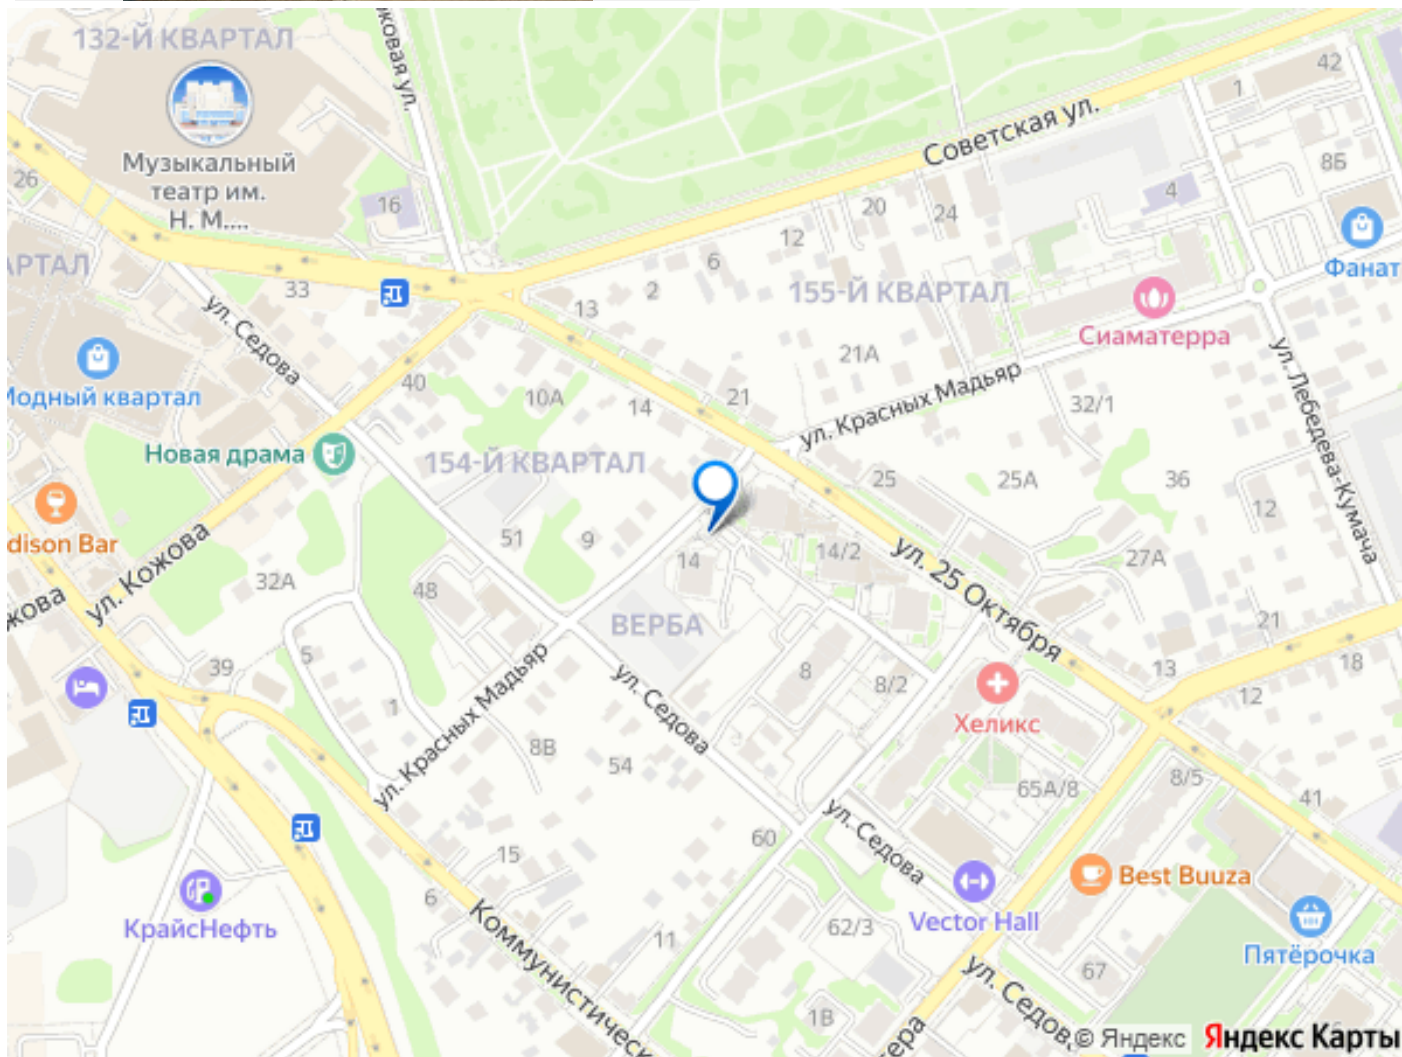 132-Й КВАРТАЛ
42
1
Советская ул.
Музыкальный
театр им.
Н. М....
8Б
26
16
4
20
24
12
6
Фанат
33
2
155-Й КВАРТАЛ
13
Сиаматерра
ул. Седова
21А
Модный квартал
40
10А
14
21
ул. Красных Мадьяр
32/1
ул. Лебедева-Кумача
Новая драма
154-Й КВАРТАЛ
25
25А
36
12
dison Bar
51
9
14
14/2
ул. 25 Октября
27А
ул. Кожова
32А
48
ВЕРБА
21
5
39
8
8/2
13
18
12
ул. Красных Мадьяр
ул. Седова
Хеликс
1
8В
54
65А/8
8/5
41
60
ул. Седова
15
Best Buuza
6
КрайсНефть
Vector Hall
62/3
11
Пятёрочка
Коммунистическ
67
ул. Седов
1В
© Яндекс Яндекс Карты